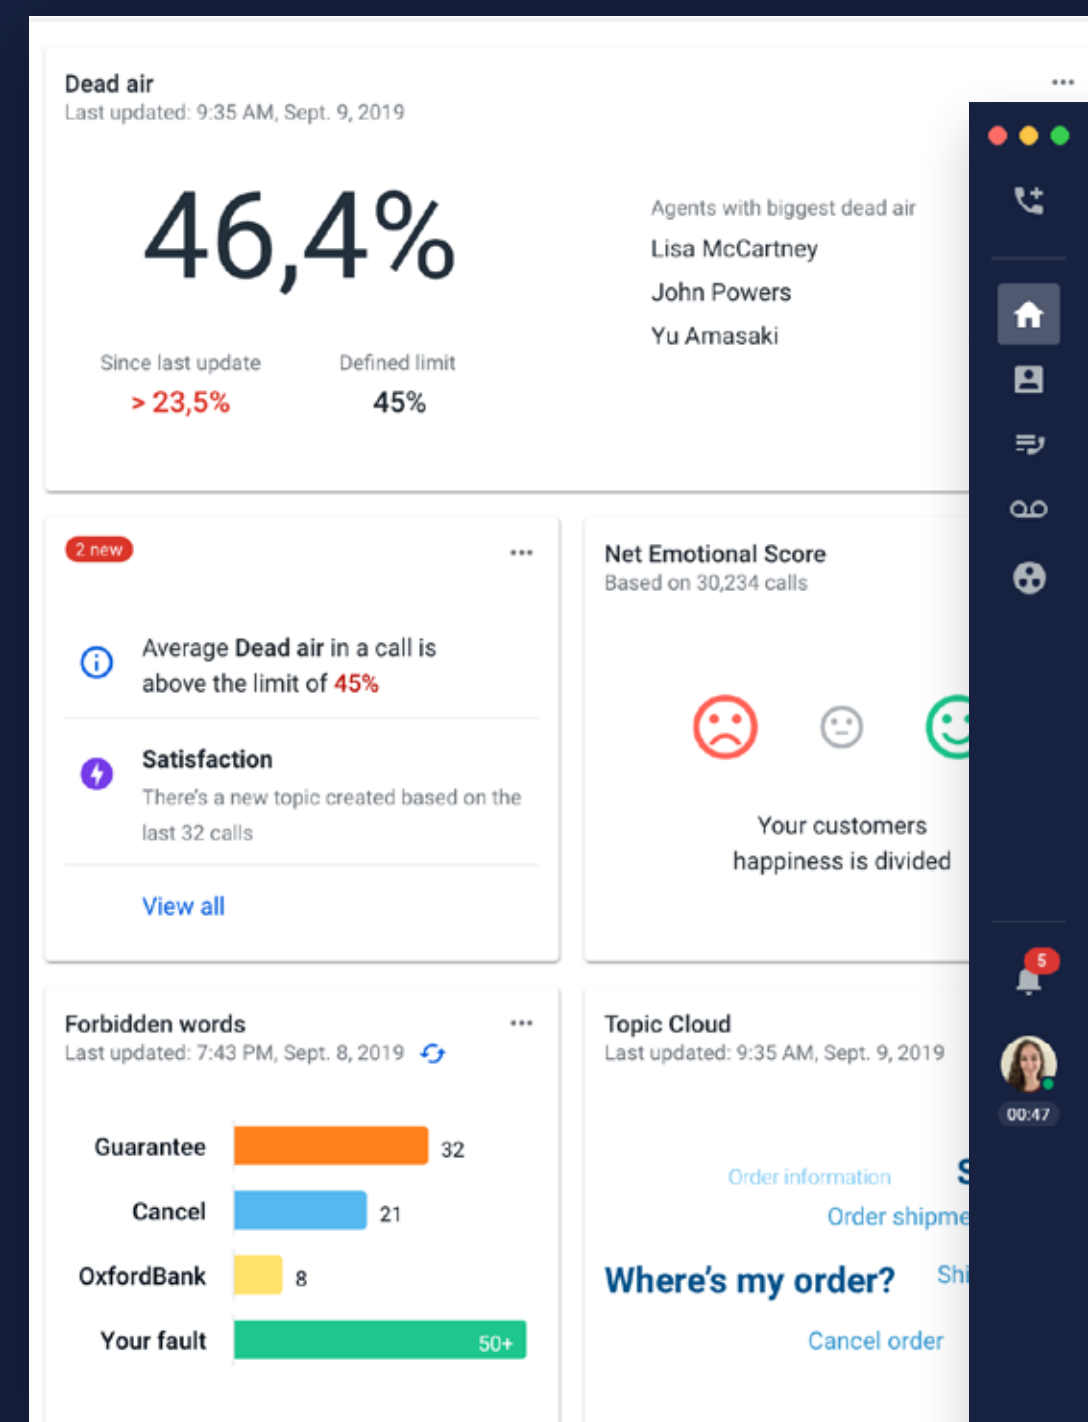 Dead air
Last updated: 9:35 AM, Sept. 9, 2019
46,4%
Since last update
> 23,5%
Defined limit
45%
Agents with biggest dead air
Lisa McCartney
John Powers
Yu Amasaki
2 new
Average Dead air in a call is
above the limit of 45%
Satisfaction
There's a new topic created based on the
last 32 calls
View all
Net Emotional Score
Based on 30,234 calls
Your customers
happiness is divided
Forbidden words
Last updated: 7:43 PM, Sept. 8, 2019
Guarantee 32
Cancel 21
OxfordBank 8
Your fault 50+
Topic Cloud
Last updated: 9:35 AM, Sept. 9, 2019
Order information
Order shipme
Where's my order?
Shi
Cancel order
5
00:47